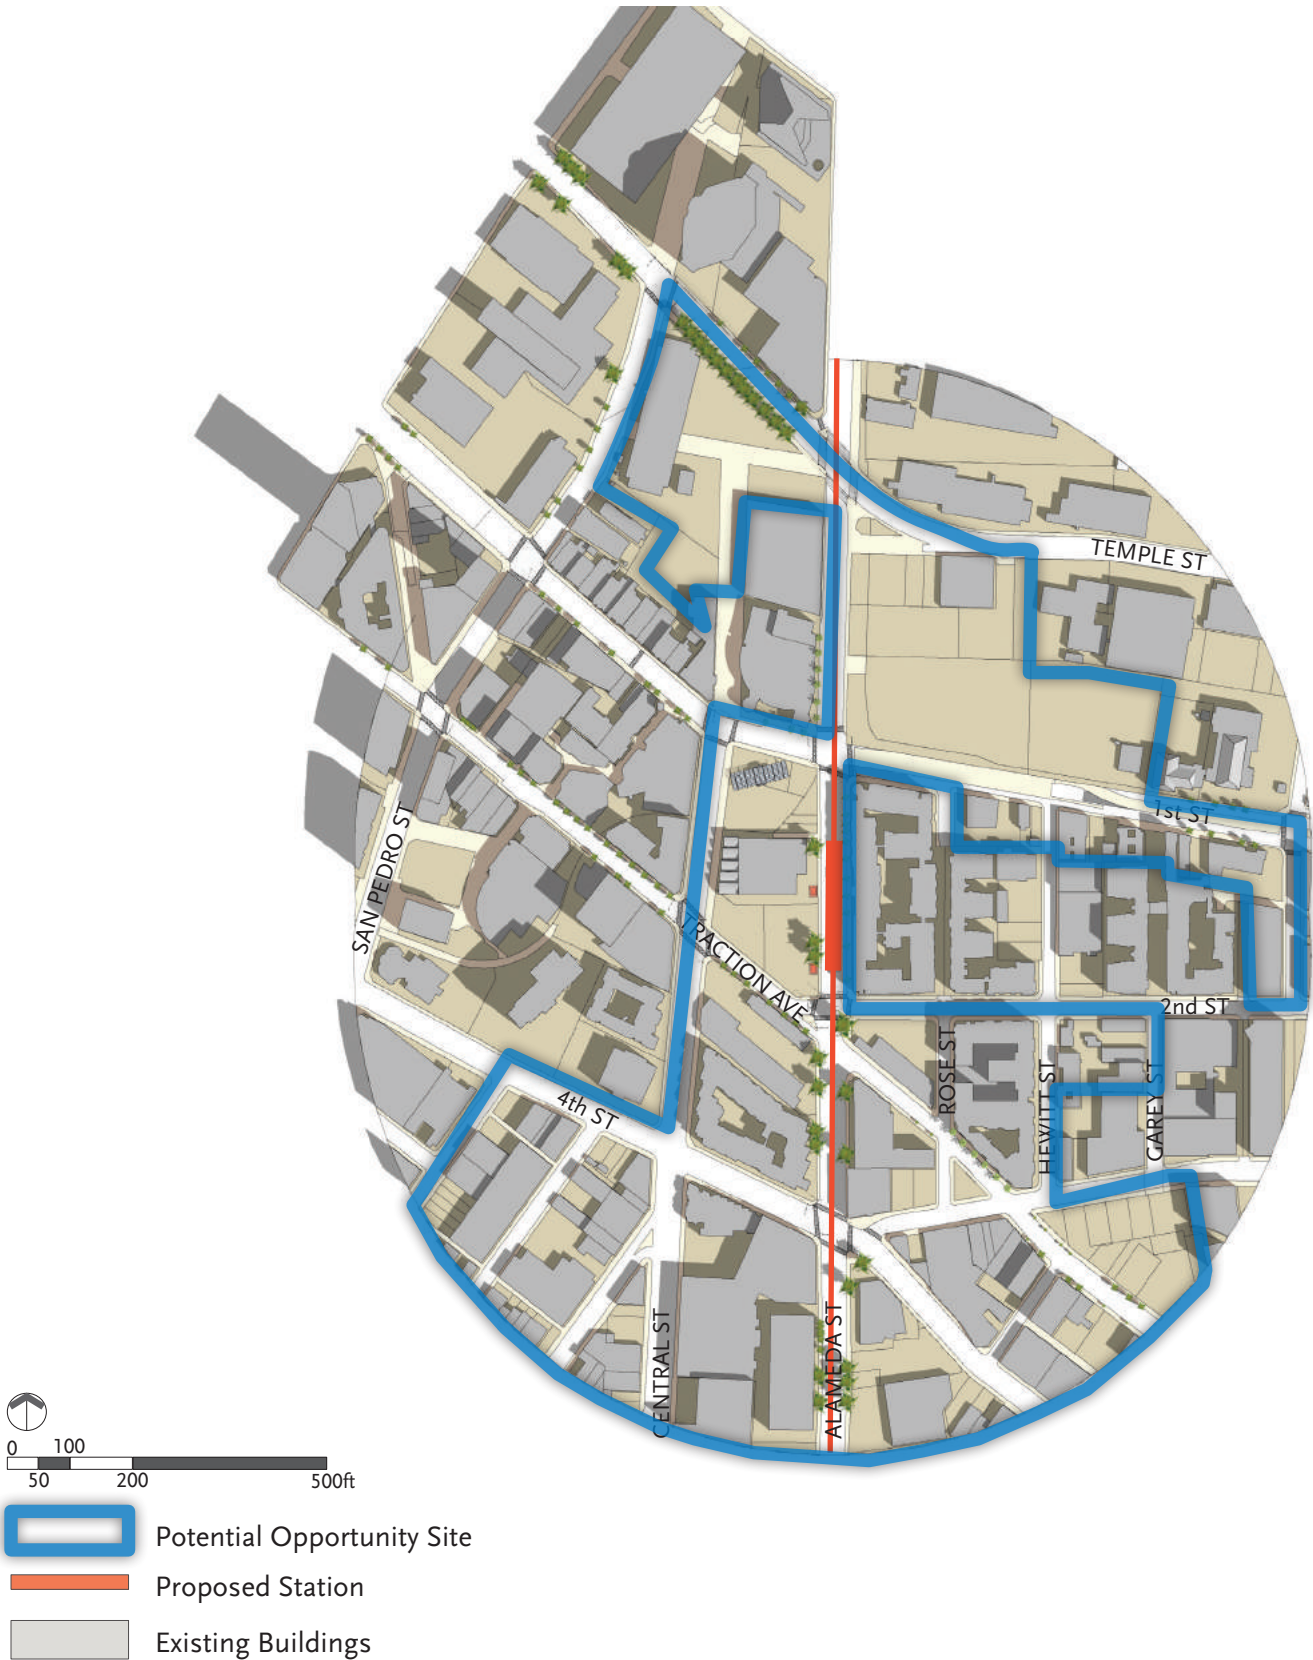 TEMPLE ST
1st ST
SAN PEDRO ST
TRACTION AVE
2nd ST
ROSE ST
HEWITT ST
GAREY ST
4th ST
CENTRAL ST
ALAMEDA ST
0 100
50 200 500ft
Potential Opportunity Site
Proposed Station
Existing Buildings